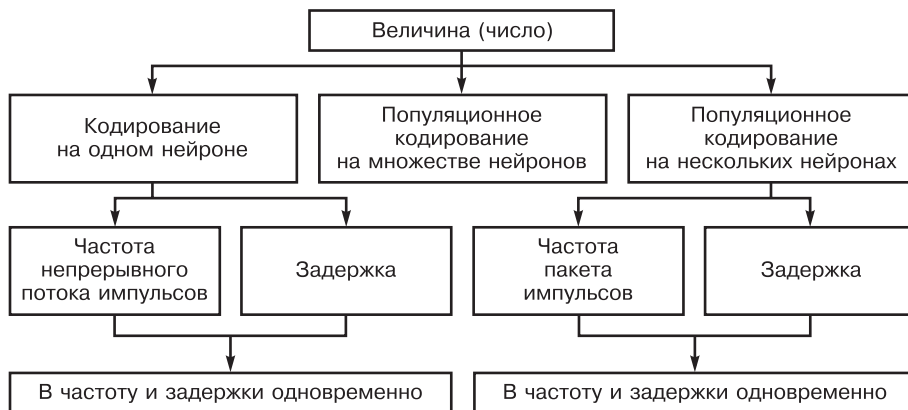 Величина (число)
Кодирование
на одном нейроне
Популяционное
кодирование
на множестве нейронов
Популяционное
кодирование
на нескольких нейронах
Частота
непрерывного
потока импульсов
Задержка
Частота
пакета
импульсов
Задержка
В частоту и задержки одновременно
В частоту и задержки одновременно